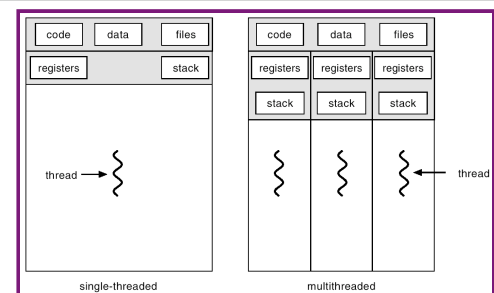 code data files
registers stack
thread
single-threaded
code data files
registers registers registers
stack stack stack
thread
multithreaded